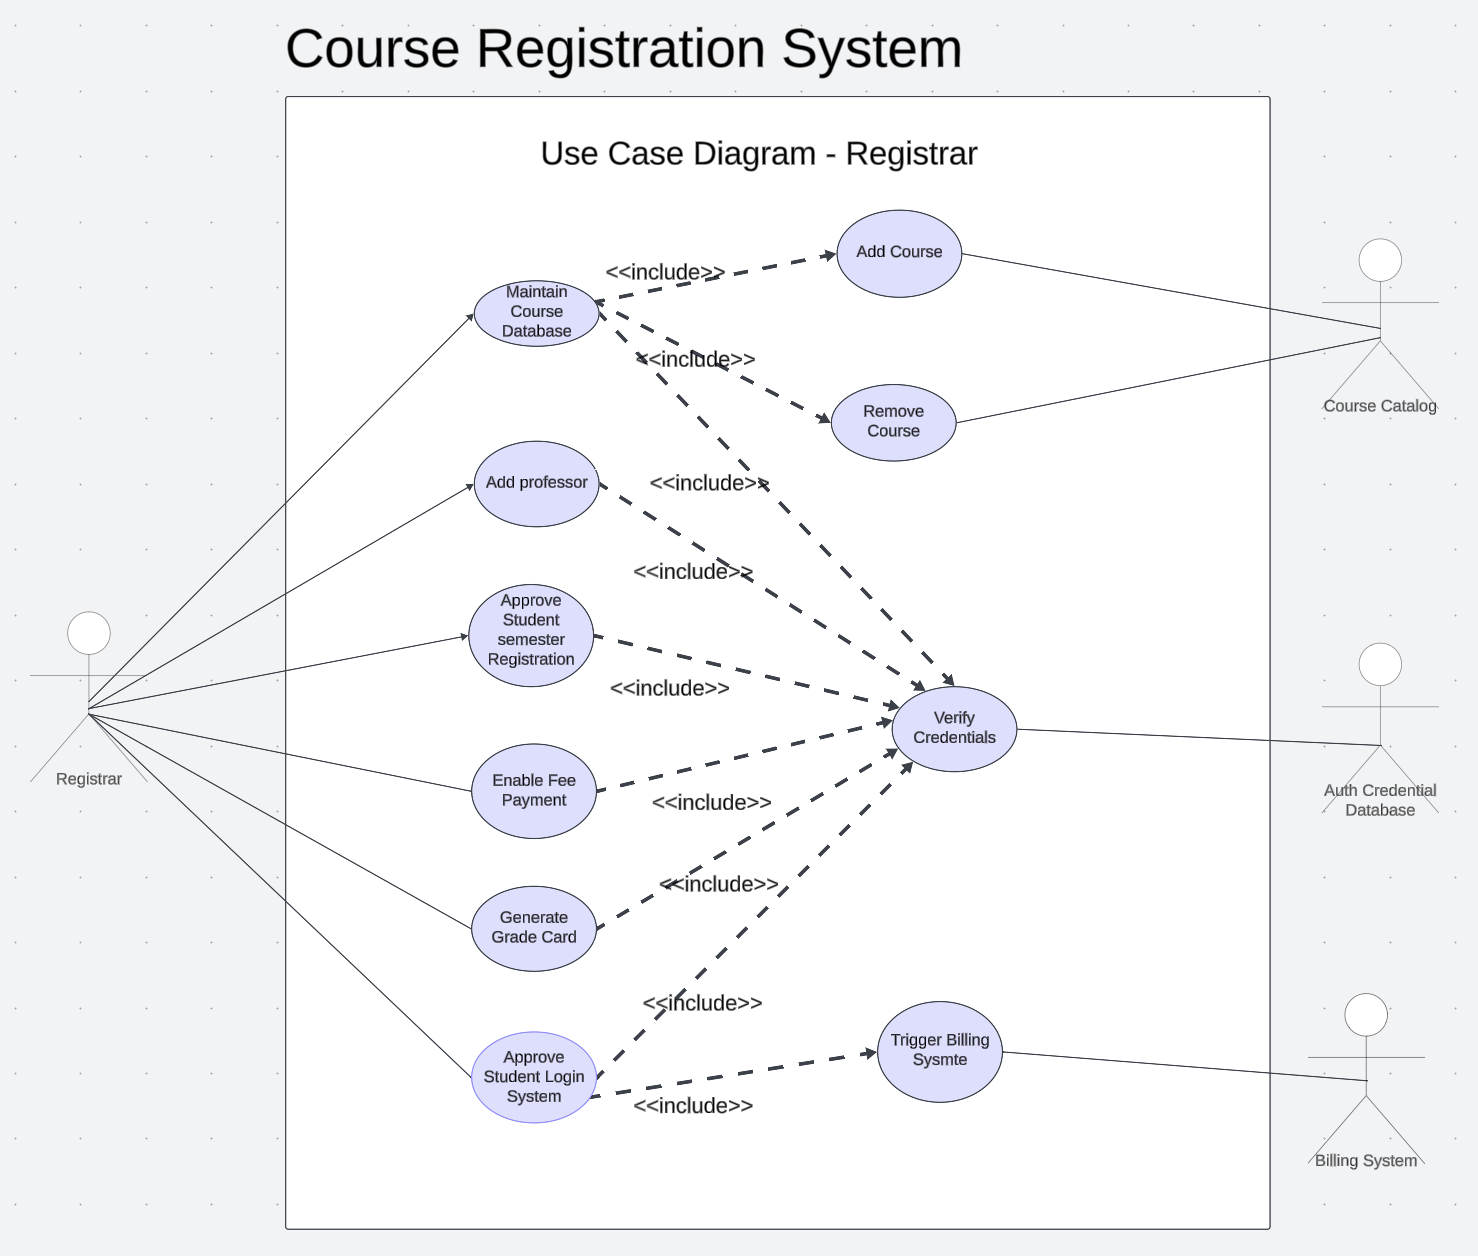 Course Registration System
Use Case Diagram - Registrar
Add Course
<<include>>
Maintain
Course
Database
<<include>>
Remove
Course
Course Catalog
Add professor
<<include>>
<<include>>
Approve
Student
semester
Registration
<<include>>
Verify
Credentials
Registrar
Enable Fee
Payment
<<include>>
Auth Credential
Database
<<include>>
Generate
Grade Card
<<include>>
Trigger Billing
Sysmte
Approve
Student Login
System
<<include>>
Billing System